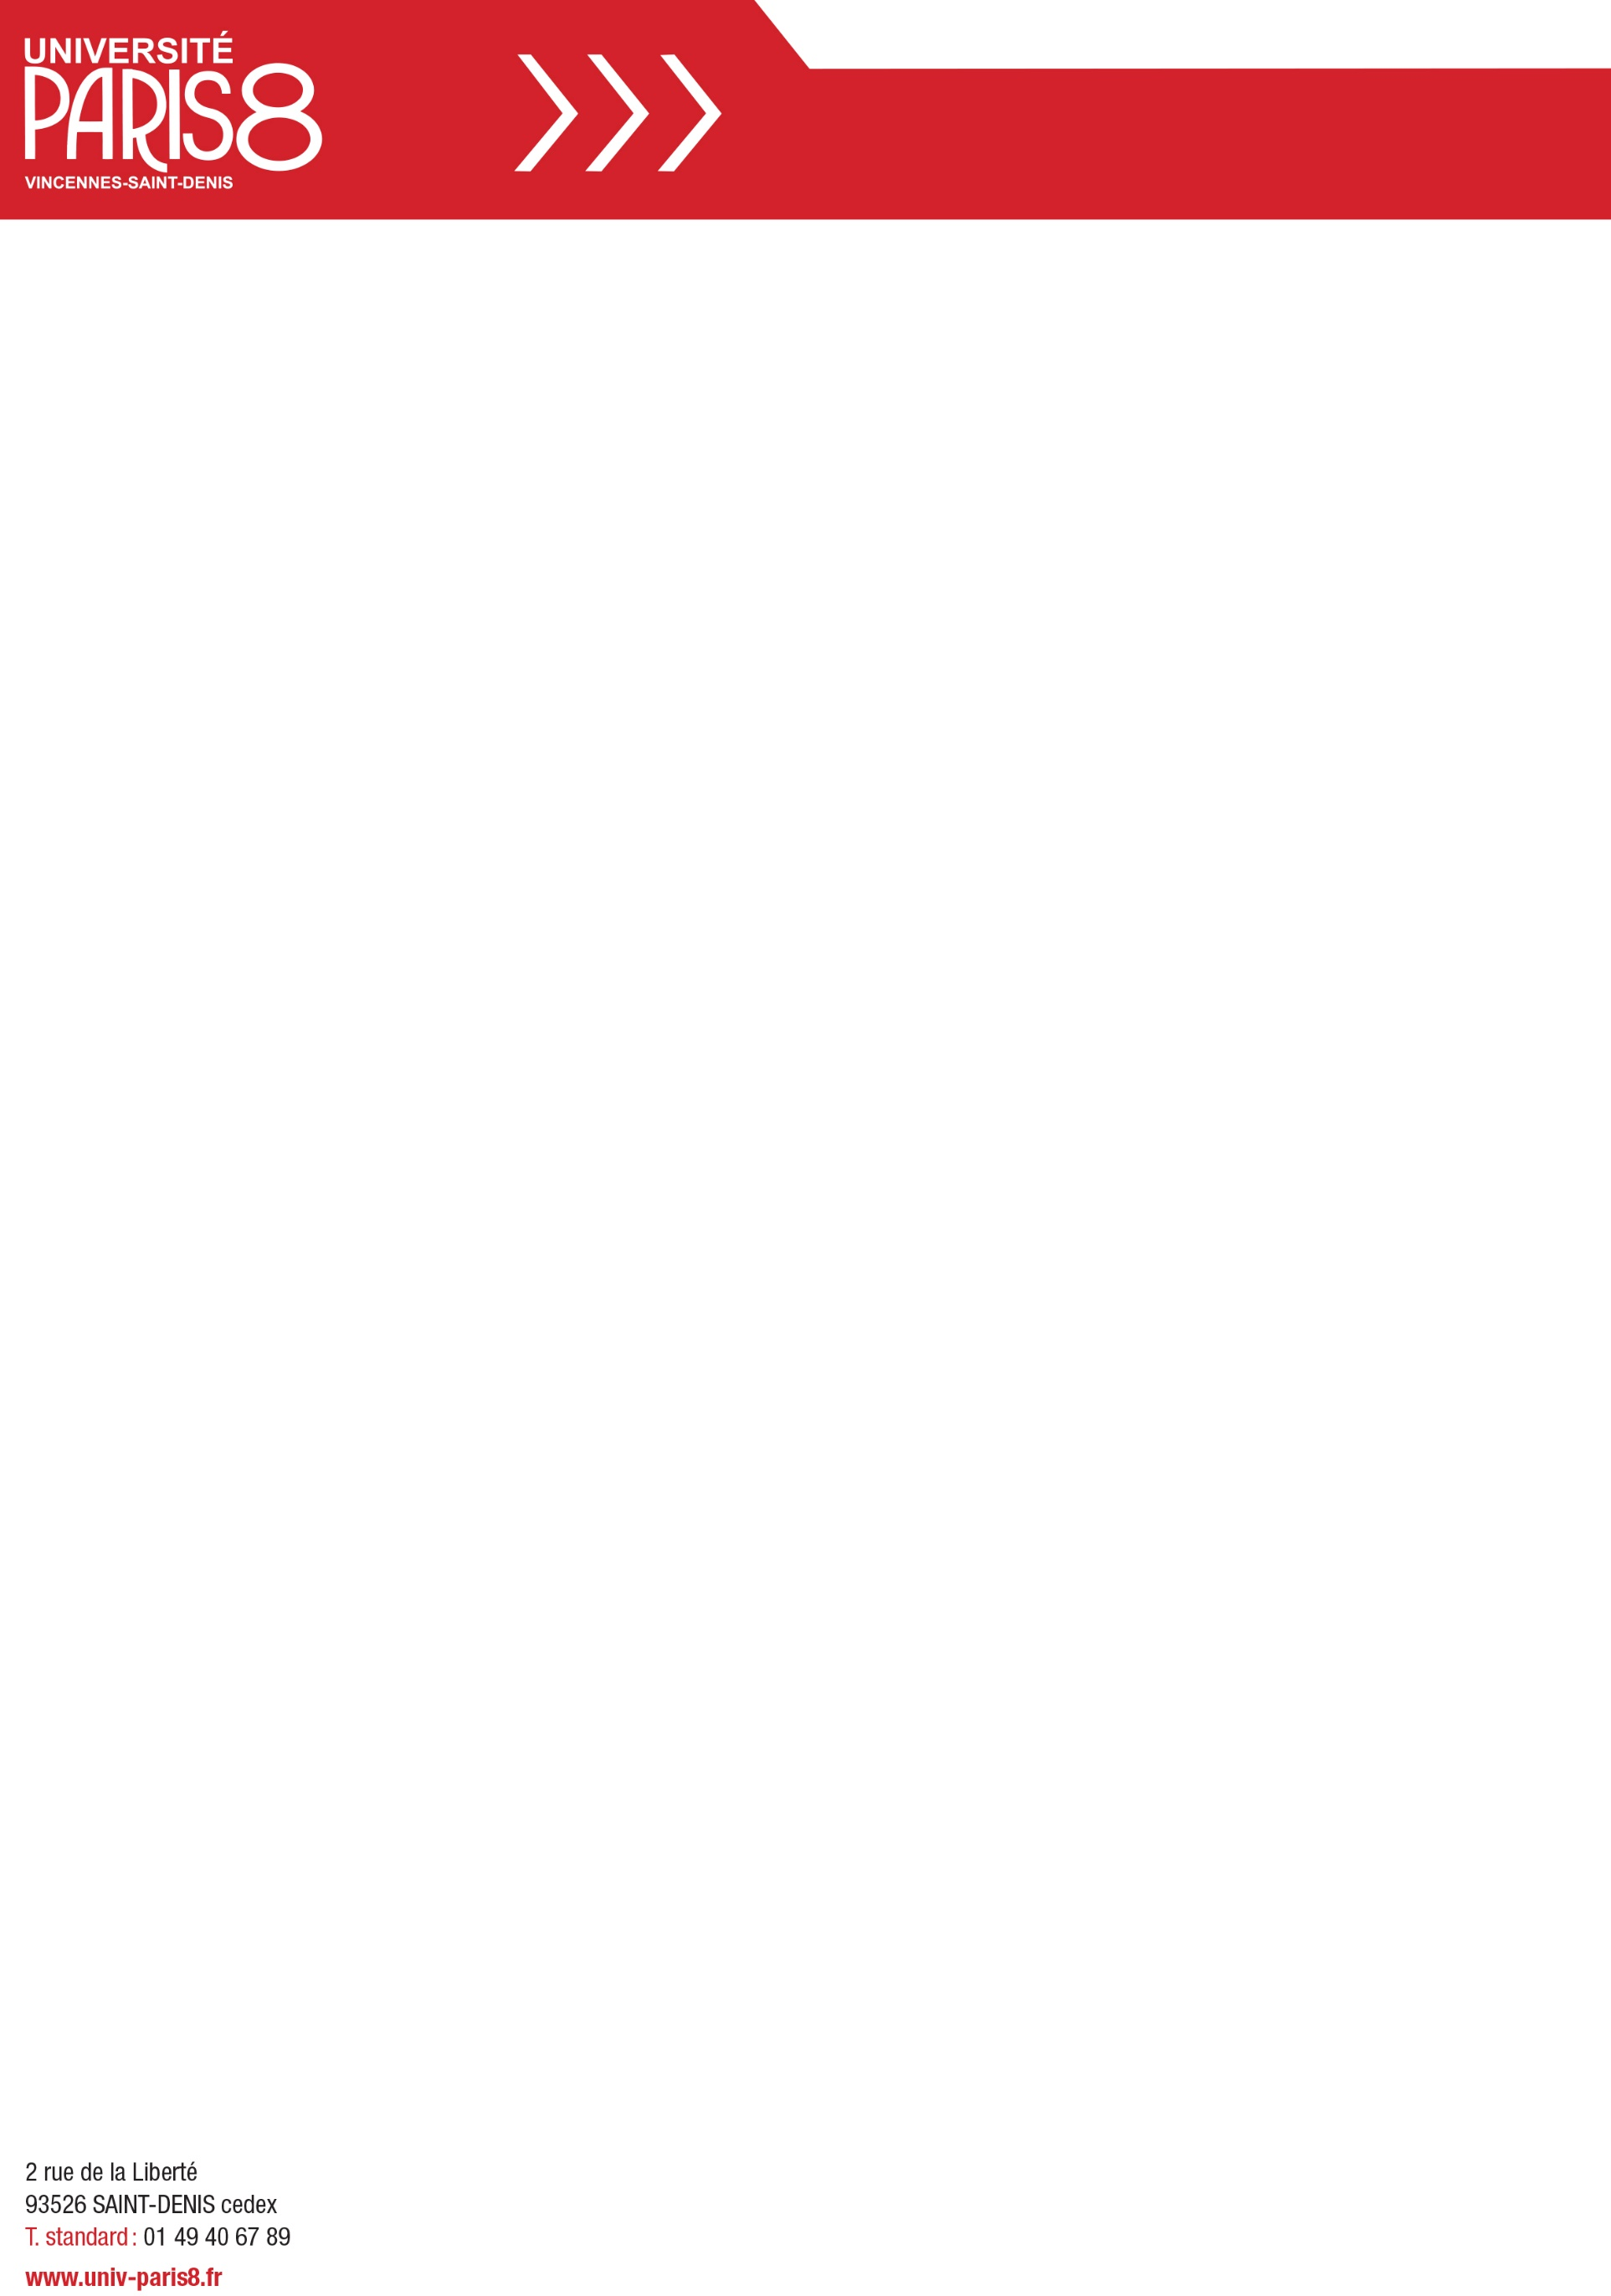 UNIVERSITÉ
PARIS8
VINCENNES-SAINT-DENIS
2 rue de la Liberté
93526 SAINT-DENIS cedex
T. standard : 01 49 40 67 89
www.univ-paris8.fr